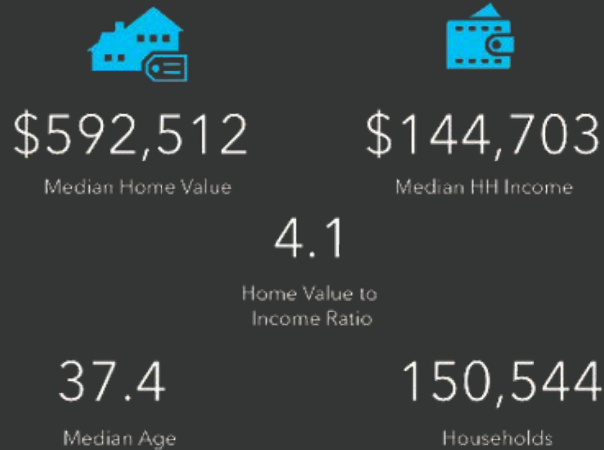 $592,512
$144,703
Median Home Value
Median HH Income
4.1
Home Value to
Income Ratio
37.4
150,544
Median Age
Households